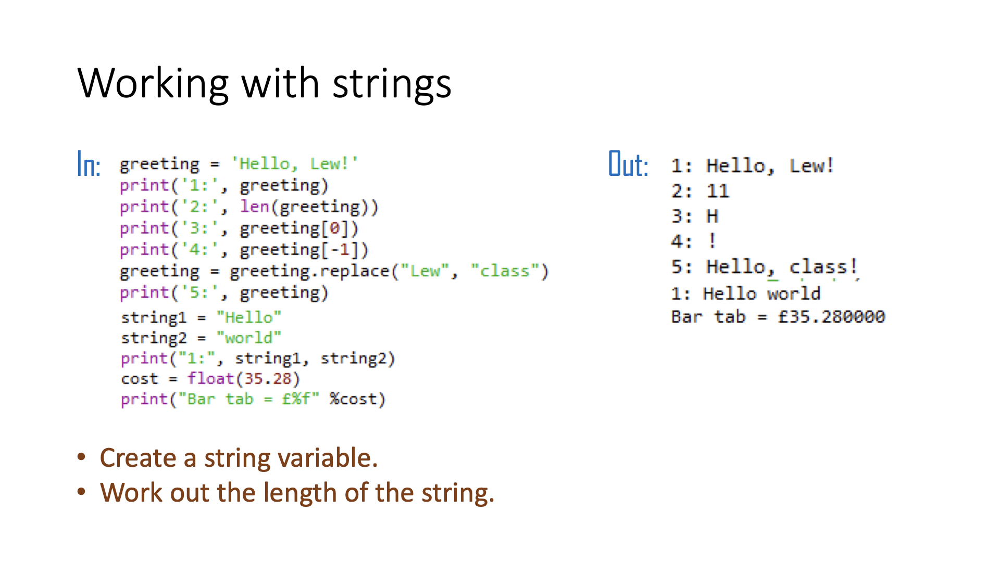 Working with strings
In:
greeting = 'Hello, Lew!'
print('1:', greeting)
print('2:', len(greeting))
print('3:', greeting[0])
print('4:', greeting[-1])
greeting = greeting.replace("Lew", "class")
print('5:', greeting)
string1 = "Hello"
string2 = "world"
print("1:", string1, string2)
cost = float(35.28)
print("Bar tab = £%f" %cost)
Out:
1: Hello, Lew!
2: 11
3: H
4: !
5: Hello, class!
1: Hello world
Bar tab = £35.280000
• Create a string variable.
• Work out the length of the string.